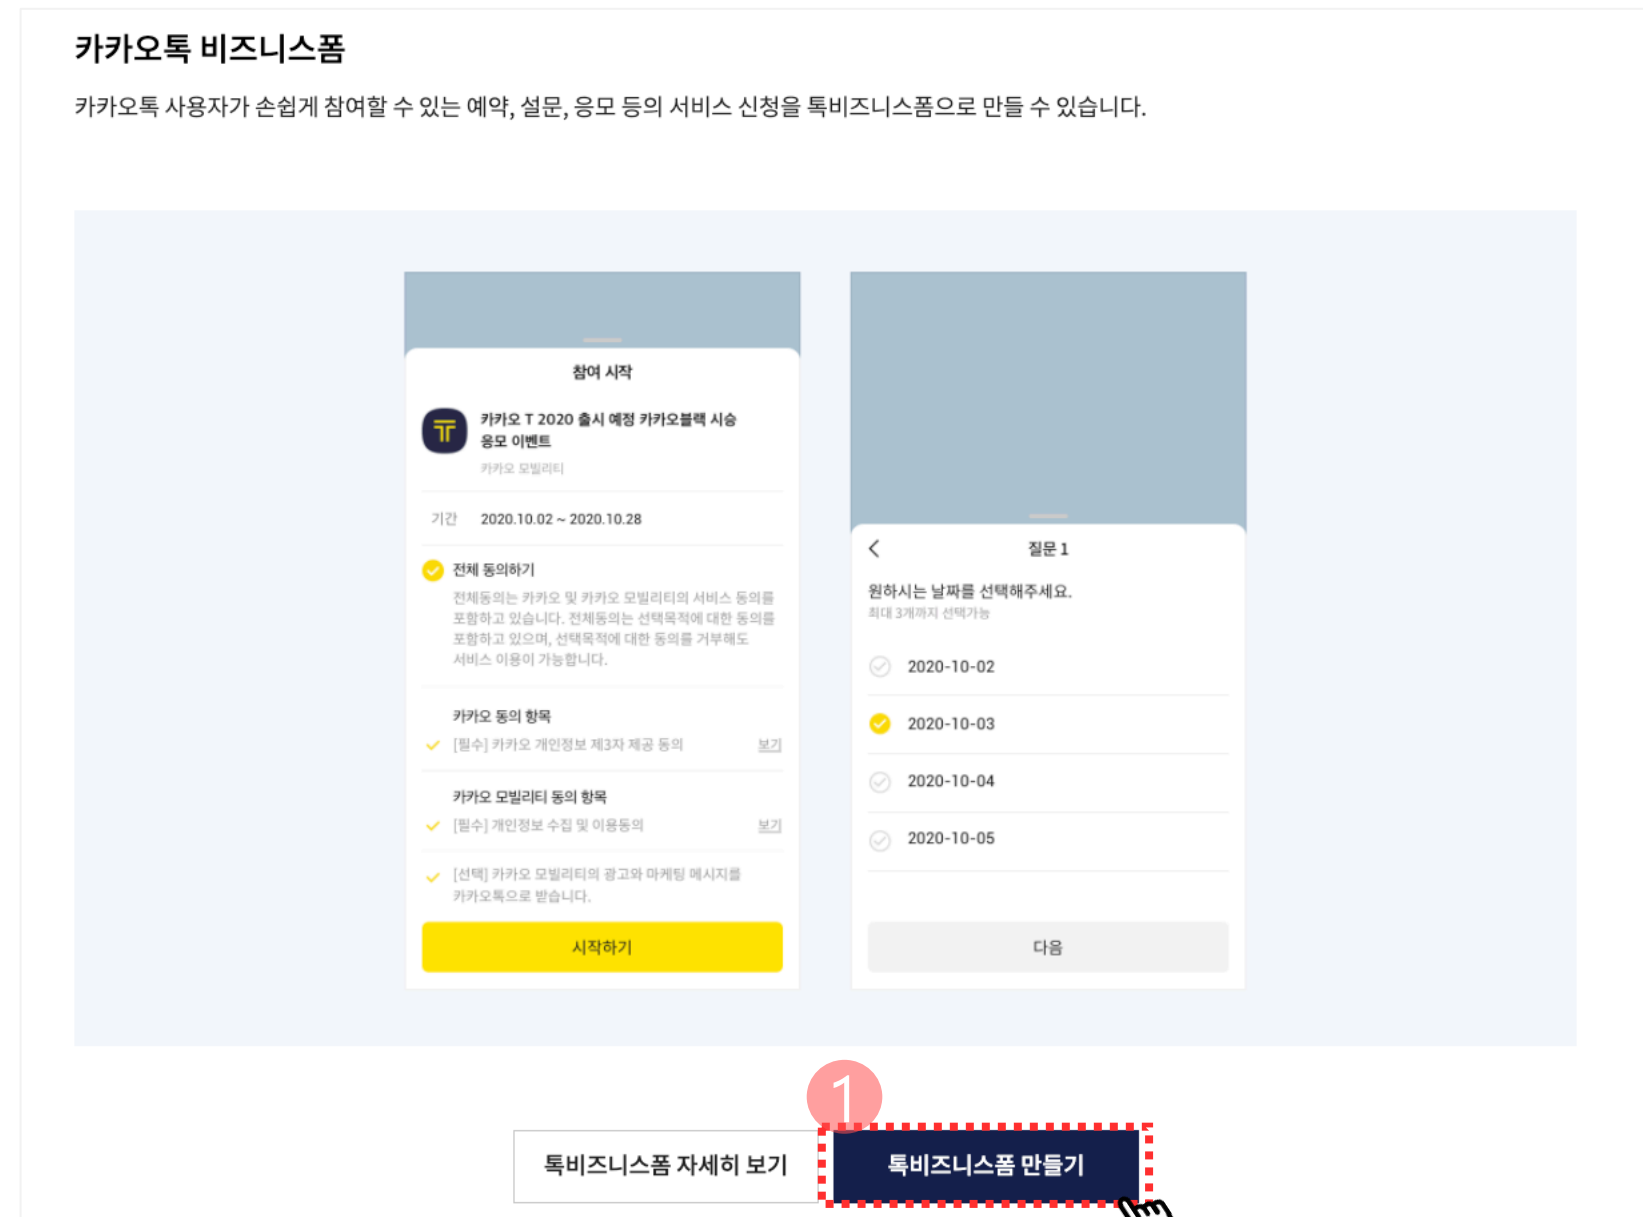 카카오톡 비즈니스폼
카카오톡 사용자가 손쉽게 참여할 수 있는 예약, 설문, 응모 등의 서비스 신청을 톡비즈니스폼으로 만들 수 있습니다.
참여 시작
카카오 T 2020 출시 예정 카카오블랙 시승
응모 이벤트
카카오 모빌리티
기간 2020.10.02 ~ 2020.10.28
전체 동의하기
전체동의는 카카오 및 카카오 모빌리티의 서비스 동의를
포함하고 있습니다. 전체동의는 선택목적에 대한 동의를
포함하고 있으며, 선택목적에 대한 동의를 거부해도
서비스 이용이 가능합니다.
카카오 동의 항목
[필수] 카카오 개인정보 제3자 제공 동의 보기
카카오 모빌리티 동의 항목
[필수] 개인정보 수집 및 이용동의 보기
[선택] 카카오 모빌리티의 광고와 마케팅 메시지를
카카오톡으로 받습니다.
시작하기
질문 1
원하시는 날짜를 선택해주세요.
최대 3개까지 선택가능
2020-10-02
2020-10-03
2020-10-04
2020-10-05
다음
1
톡비즈니스폼 자세히 보기
톡비즈니스폼 만들기